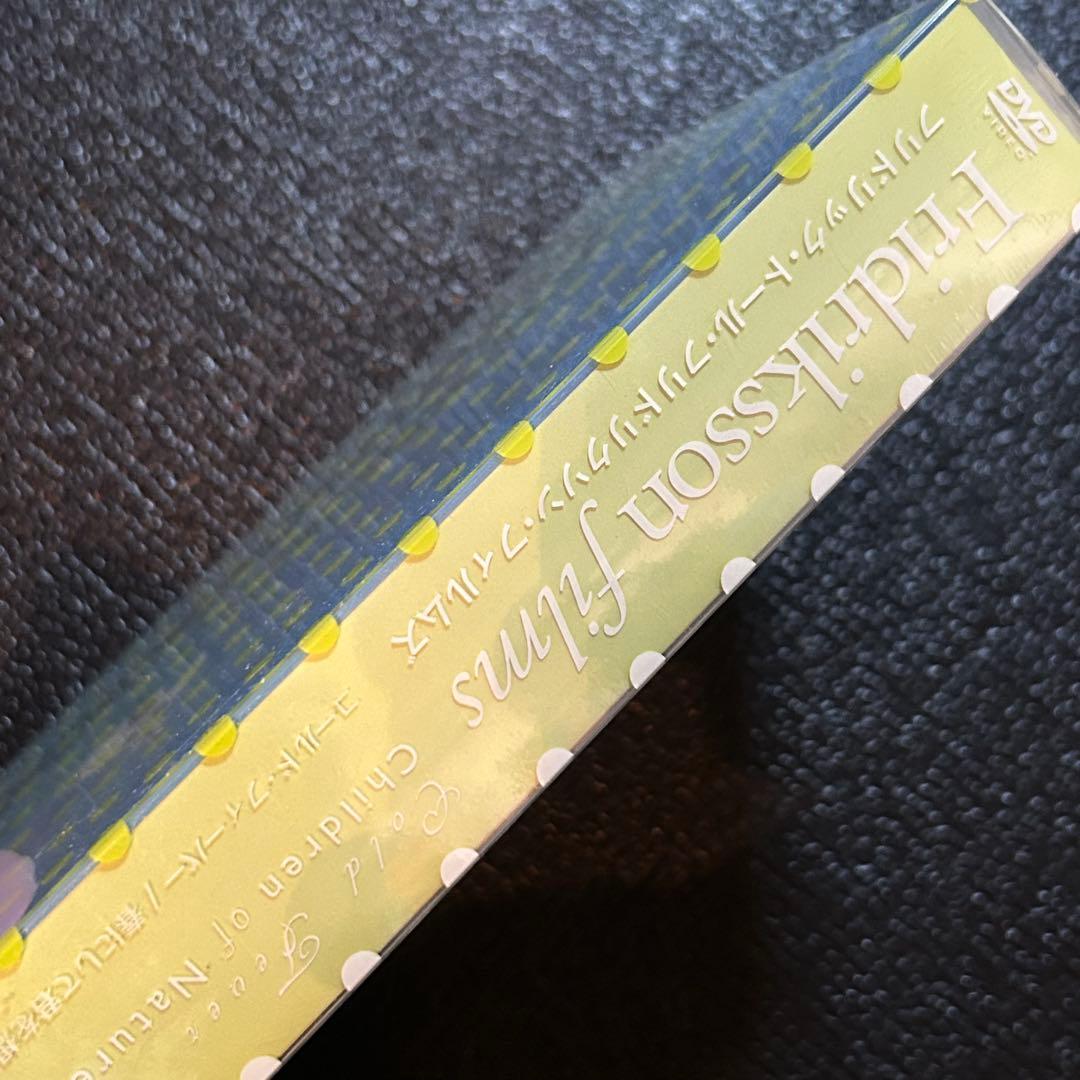 DVD
VIDEO
Fridriksson films
フリドリック・トール・フリドリクソン・フィルムズ
Cold Fever
Children of Nature
コールド・フィーバー/春にして君を想